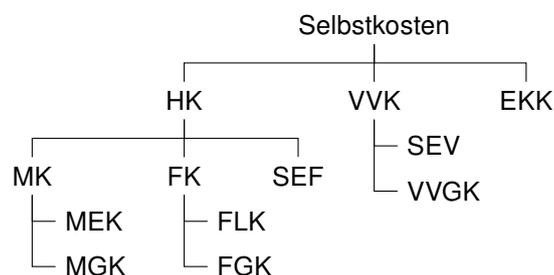 Selbstkosten
HK VVK EKK
SEV
MK FK SEF
VVGK
MEK FLK
MGK FGK